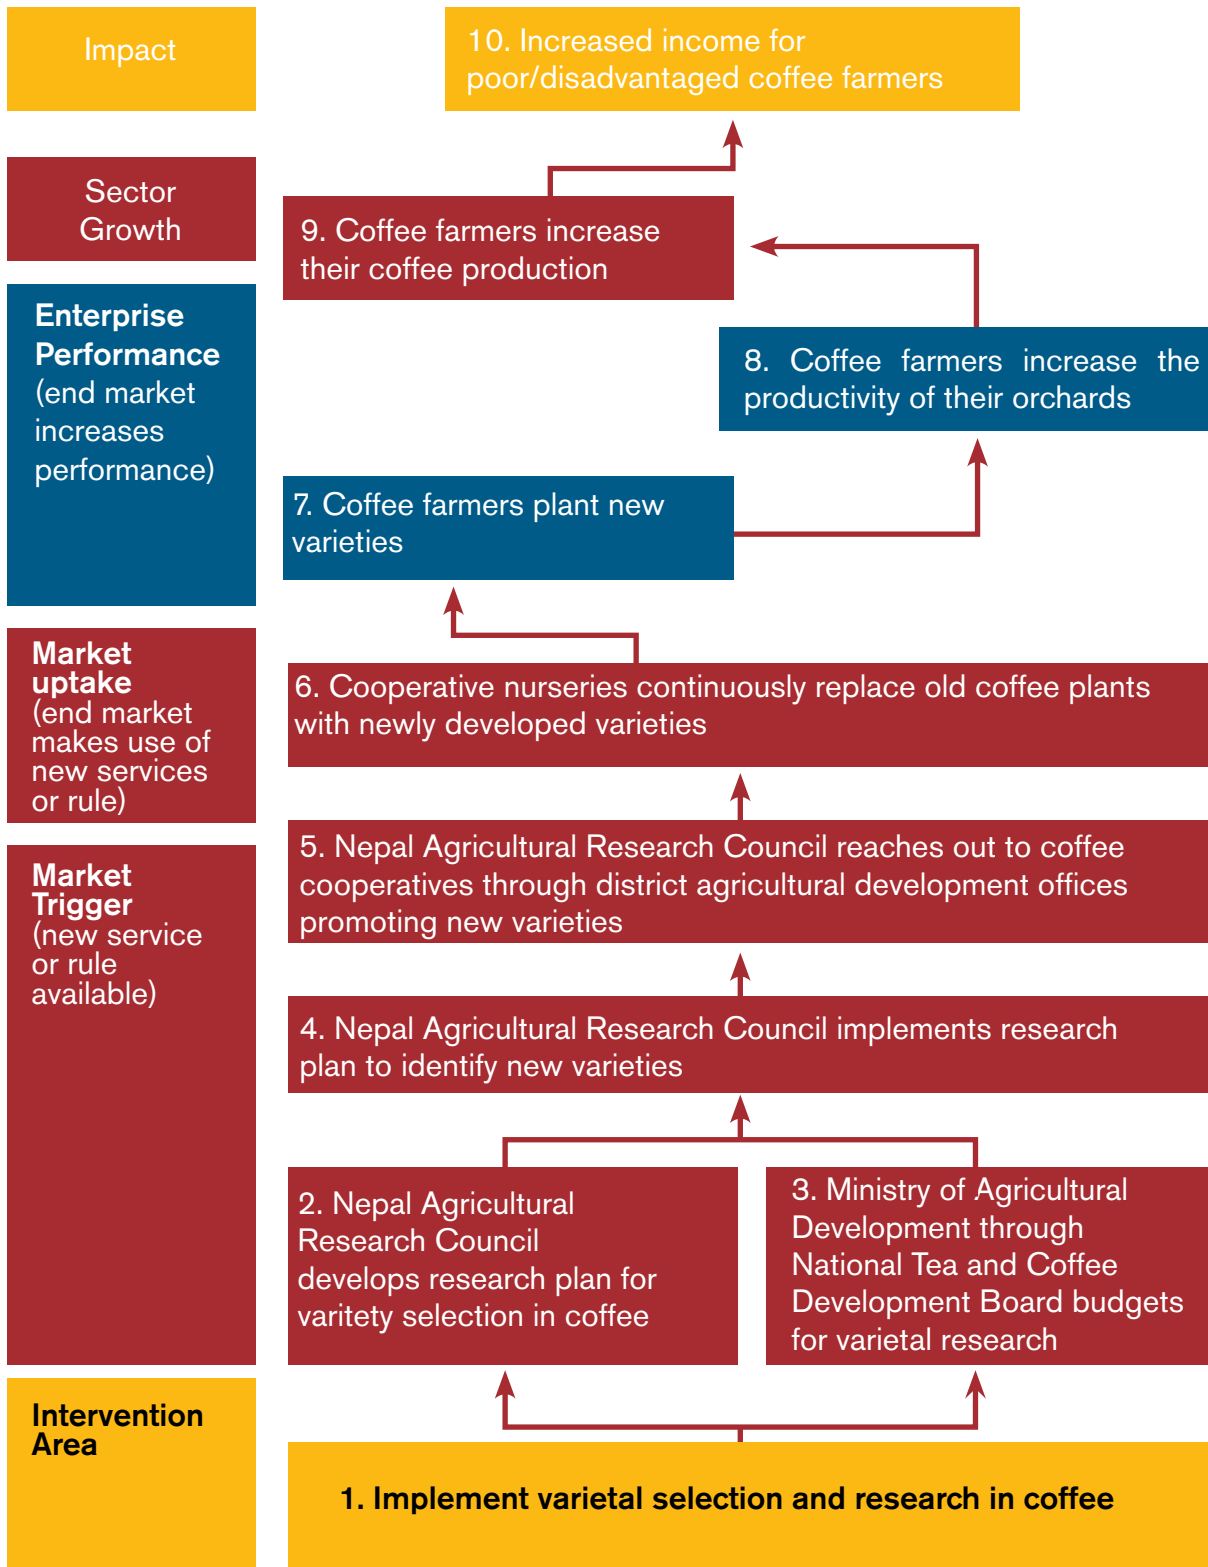 Impact
10. Increased income for
poor/disadvantaged coffee farmers
Sector
Growth
9. Coffee farmers increase
their coffee production
Enterprise
Performance
(end market
increases
performance)
8. Coffee farmers increase the
productivity of their orchards
7. Coffee farmers plant new
varieties
Market
uptake
(end market
makes use of
new services
or rule)
6. Cooperative nurseries continuously replace old coffee plants
with newly developed varieties
Market
Trigger
(new service
or rule
available)
5. Nepal Agricultural Research Council reaches out to coffee
cooperatives through district agricultural development offices
promoting new varieties
4. Nepal Agricultural Research Council implements research
plan to identify new varieties
2. Nepal Agricultural
Research Council
develops research plan for
varitety selection in coffee
3. Ministry of Agricultural
Development through
National Tea and Coffee
Development Board budgets
for varietal research
Intervention
Area
1. Implement varietal selection and research in coffee